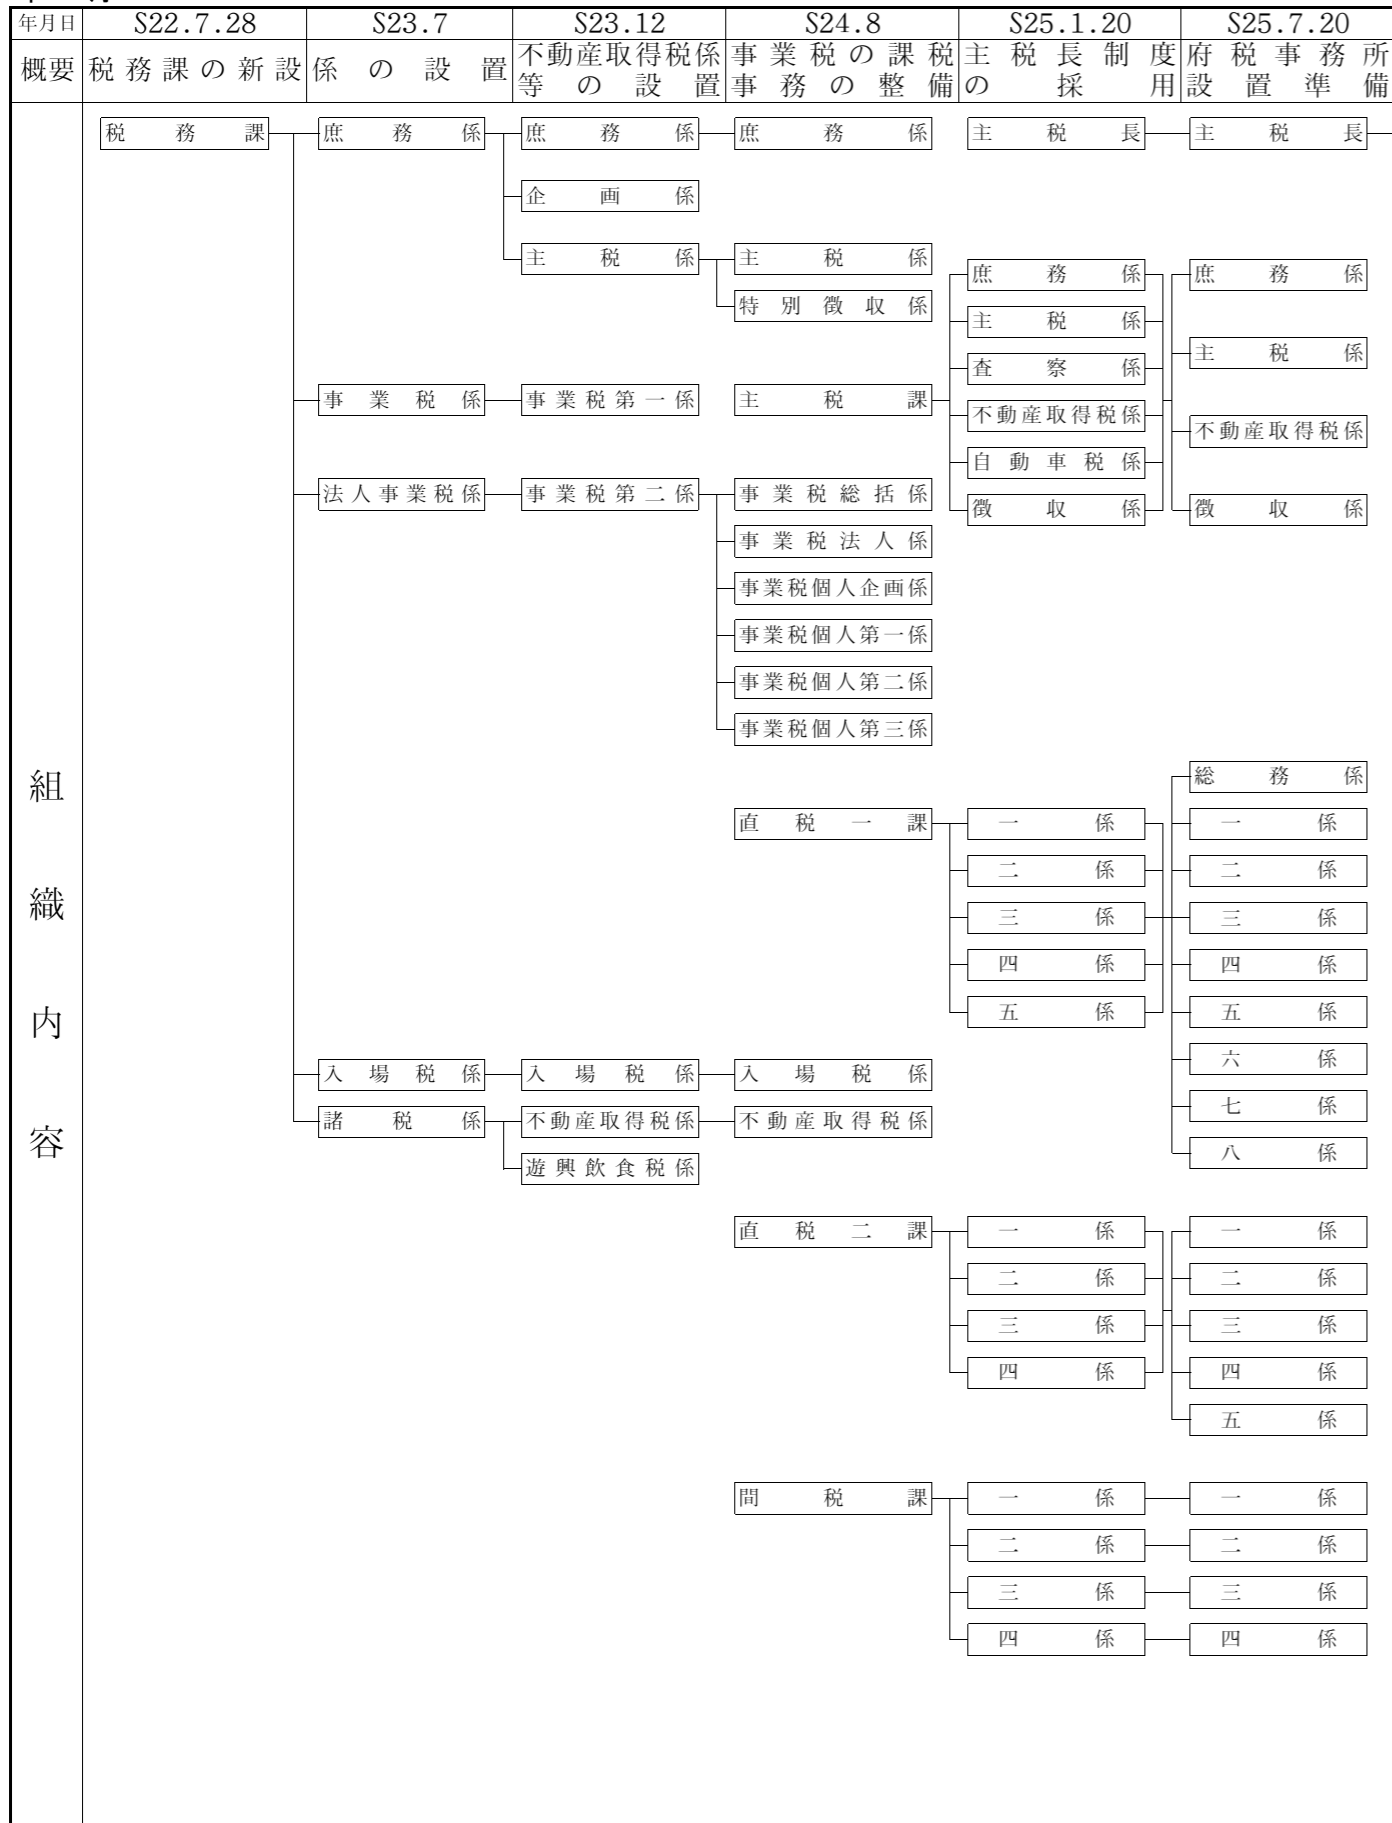 年月日 S22.7.28 S23.7 S23.12 S24.8 S25.1.20 S25.7.20
概要 税務課の新設 係の設置 不動産取得税係等の設置 事業税の課税事務の整備 主税長制度の採用 府税事務所設置準備
組織内容
税務課 庶務係 庶務係 庶務係 主税長 主税長
企画係
主税係 主税係
庶務係 庶務係
特別徴収係
主税係
主税係
査察係
事業税係 事業税第一係 主税課
不動産取得税係
不動産取得税係
自動車税係
法人事業税係 事業税第二係 事業税総括係
徴収係 徴収係
事業税法人係
事業税個人企画係
事業税個人第一係
事業税個人第二係
事業税個人第三係
総務係
直税一課 一係 一係
二係 二係
三係 三係
四係 四係
五係 五係
六係
入場税係 入場税係 入場税係
七係
諸税係 不動産取得税係 不動産取得税係
八係
遊興飲食税係
直税二課 一係 一係
二係 二係
三係 三係
四係 四係
五係
間税課 一係 一係
二係 二係
三係 三係
四係 四係